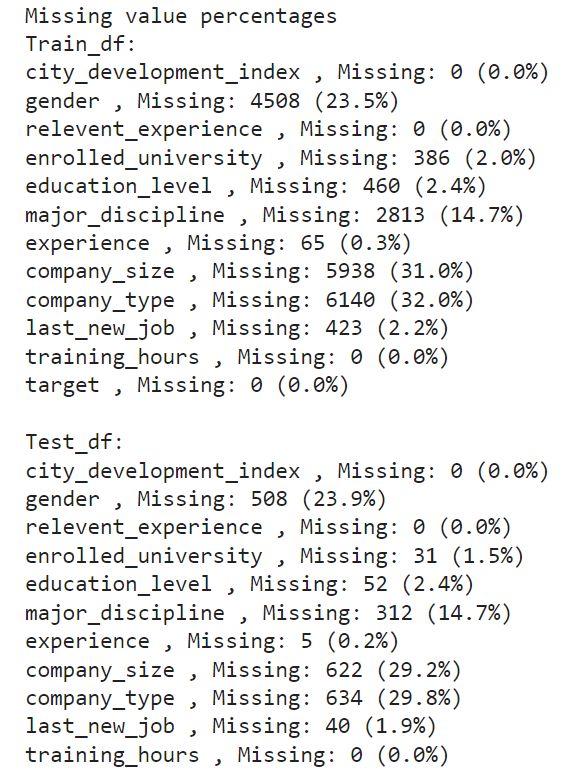 Missing value percentages
Train_df:
city_development_index , Missing: 0 (0.0%)
gender , Missing: 4508 (23.5%)
relevent_experience , Missing: 0 (0.0%)
enrolled_university , Missing: 386 (2.0%)
education_level , Missing: 460 (2.4%)
major_discipline , Missing: 2813 (14.7%)
experience , Missing: 65 (0.3%)
company_size , Missing: 5938 (31.0%)
company_type , Missing: 6140 (32.0%)
last_new_job , Missing: 423 (2.2%)
training_hours , Missing: 0 (0.0%)
target , Missing: 0 (0.0%)

Test_df:
city_development_index , Missing: 0 (0.0%)
gender , Missing: 508 (23.9%)
relevent_experience , Missing: 0 (0.0%)
enrolled_university , Missing: 31 (1.5%)
education_level , Missing: 52 (2.4%)
major_discipline , Missing: 312 (14.7%)
experience , Missing: 5 (0.2%)
company_size , Missing: 622 (29.2%)
company_type , Missing: 634 (29.8%)
last_new_job , Missing: 40 (1.9%)
training_hours , Missing: 0 (0.0%)